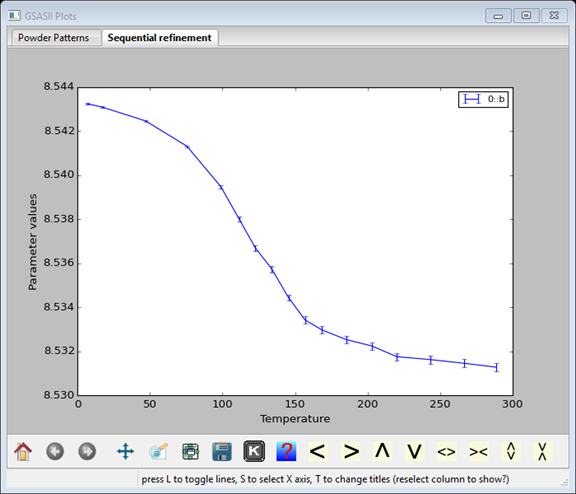 GSASII Plots
Powder Patterns Sequential refinement
0::b
8.544
8.542
8.540
8.538
8.536
8.534
8.532
8.530
Parameter values
0 50 100 150 200 250 300
Temperature
K ? < > Λ V <> >< 
press L to toggle lines, S to select X axis, T to change titles (reselect column to show?)